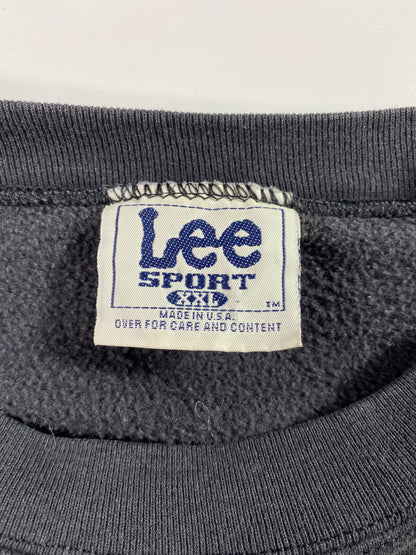 Lee
SPORT
XXL
TM
MADE IN U.S.A.
OVER FOR CARE AND CONTENT